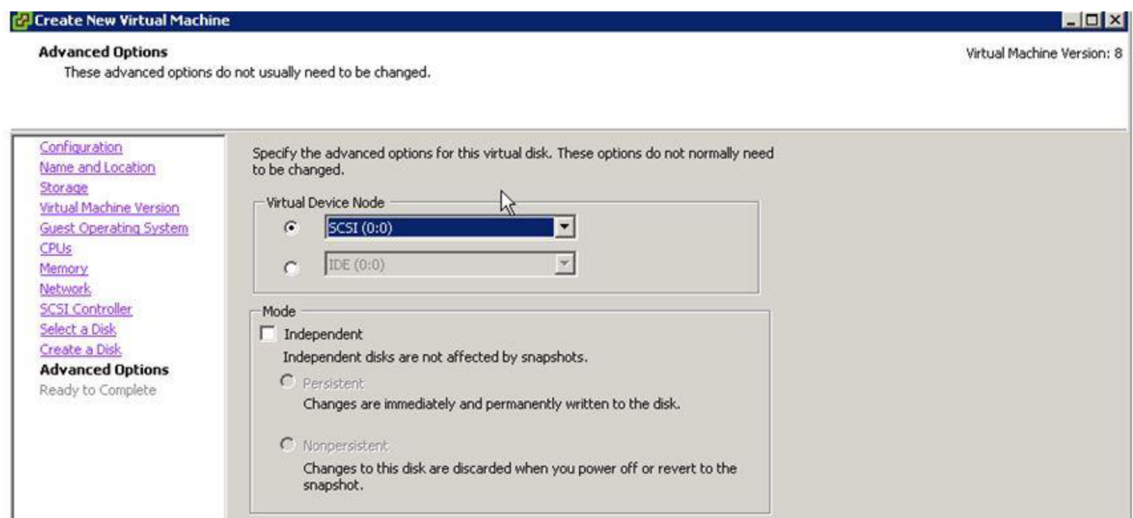 Create New Virtual Machine
Advanced Options
Virtual Machine Version: 8
These advanced options do not usually need to be changed.
Configuration
Name and Location
Storage
Virtual Machine Version
Guest Operating System
CPUs
Memory
Network
SCSI Controller
Select a Disk
Create a Disk
Advanced Options
Ready to Complete
Specify the advanced options for this virtual disk. These options do not normally need
to be changed.
Virtual Device Node
SCSI (0:0)
IDE (0:0)
Mode
Independent
Independent disks are not affected by snapshots.
Persistent
Changes are immediately and permanently written to the disk.
Nonpersistent
Changes to this disk are discarded when you power off or revert to the
snapshot.